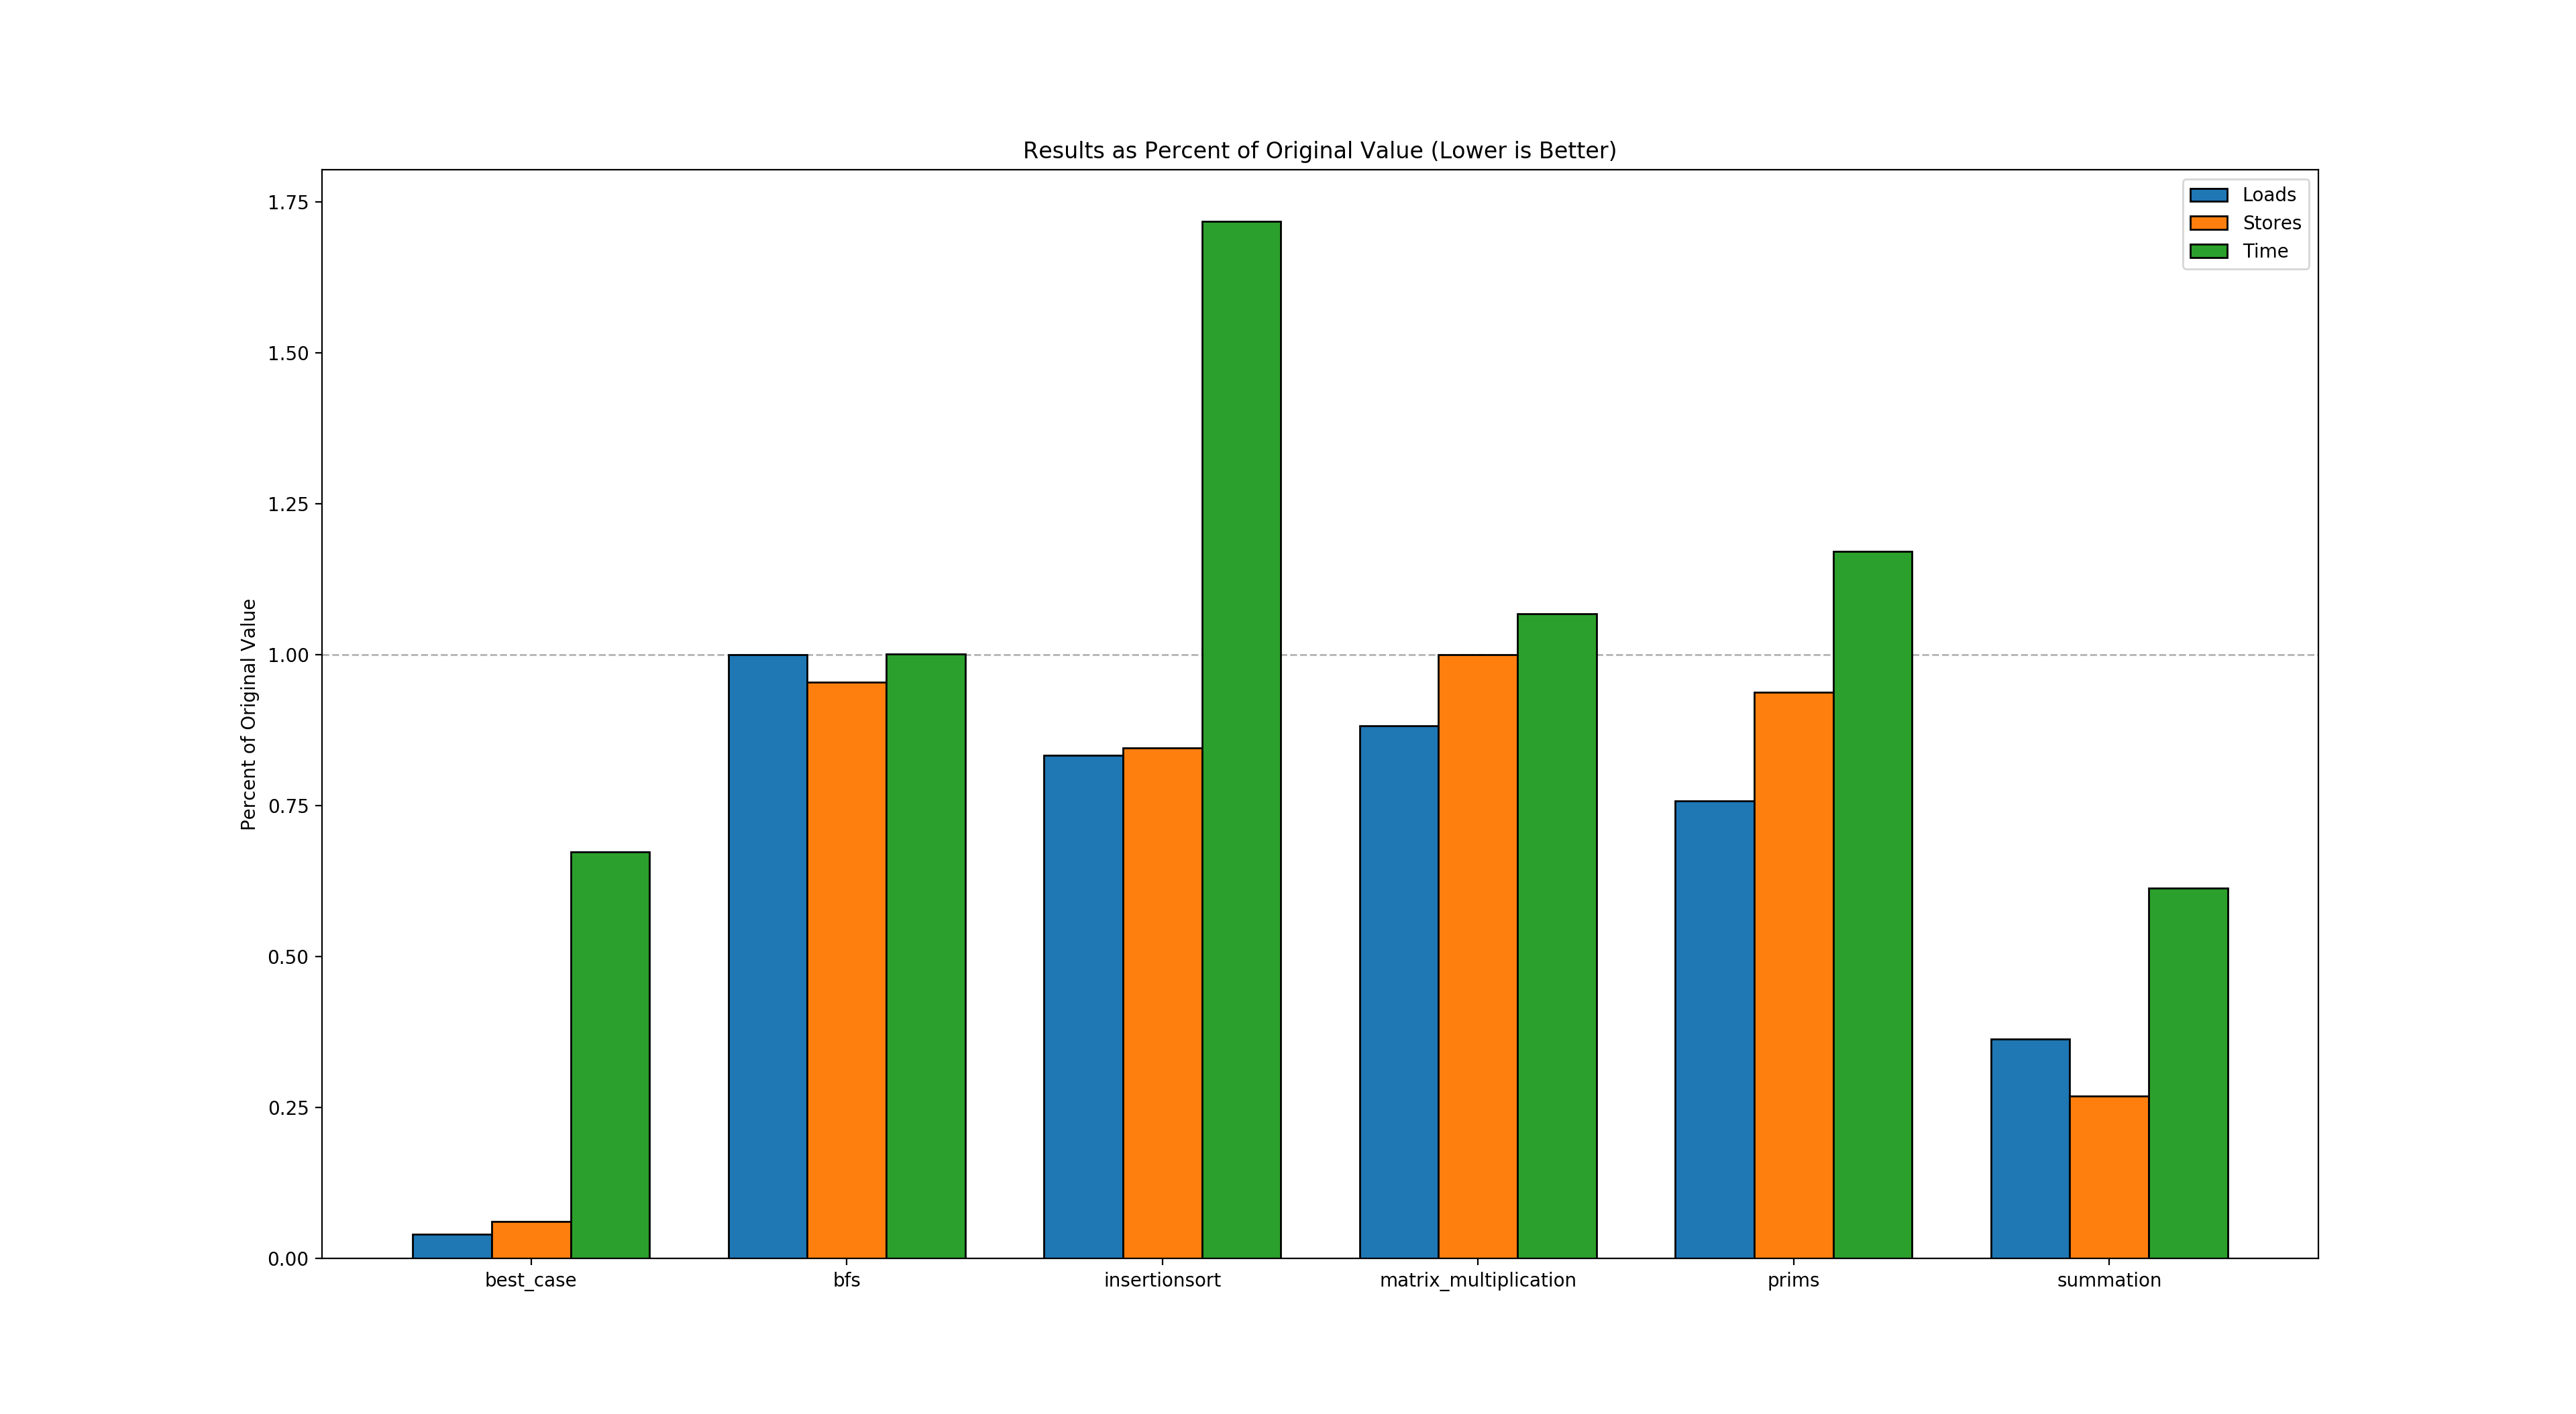 Results as Percent of Original Value (Lower is Better)
Loads
Stores
Time
Percent of Original Value
1.75
1.50
1.25
1.00
0.75
0.50
0.25
0.00
best_case
bfs
insertionsort
matrix_multiplication
prims
summation